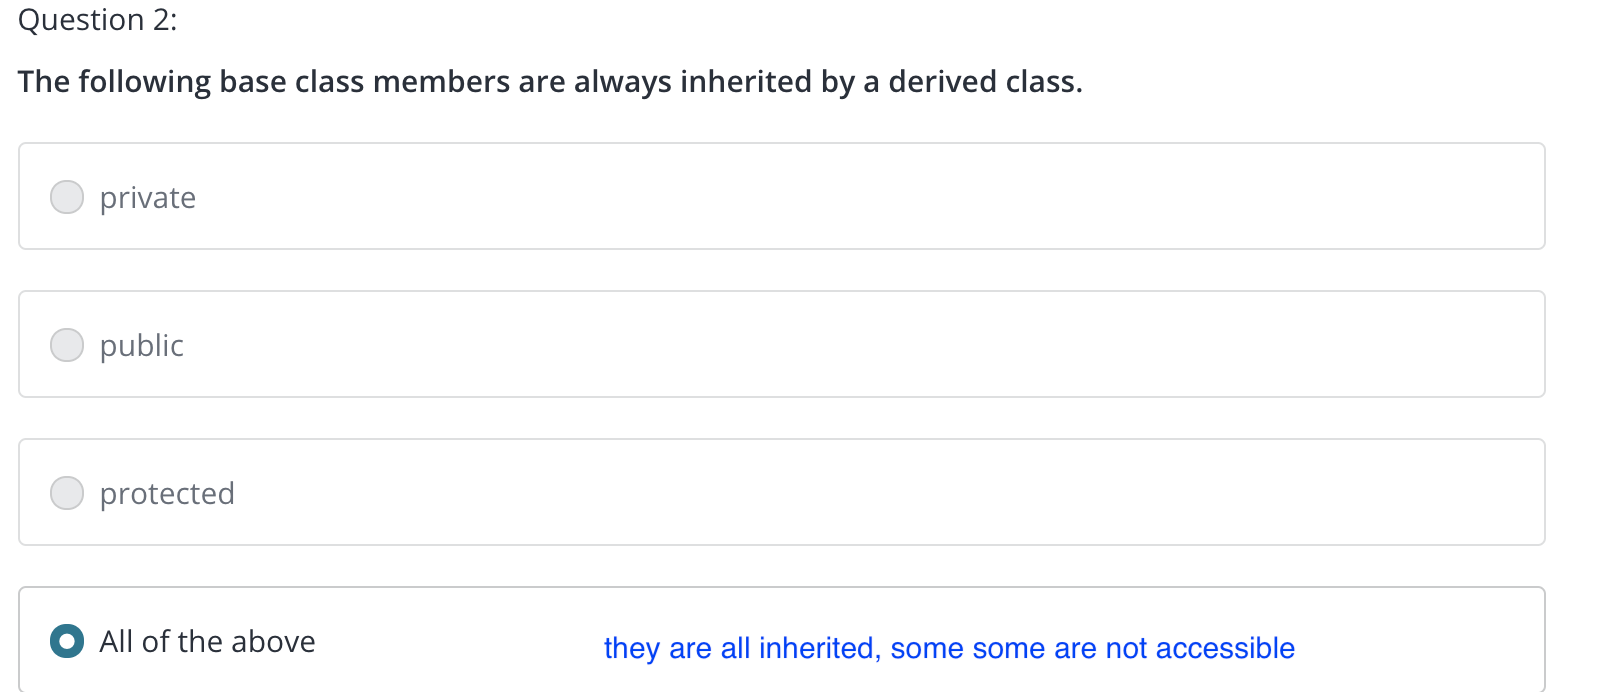 Question 2:
The following base class members are always inherited by a derived class.
private
public
protected
All of the above
they are all inherited, some some are not accessible